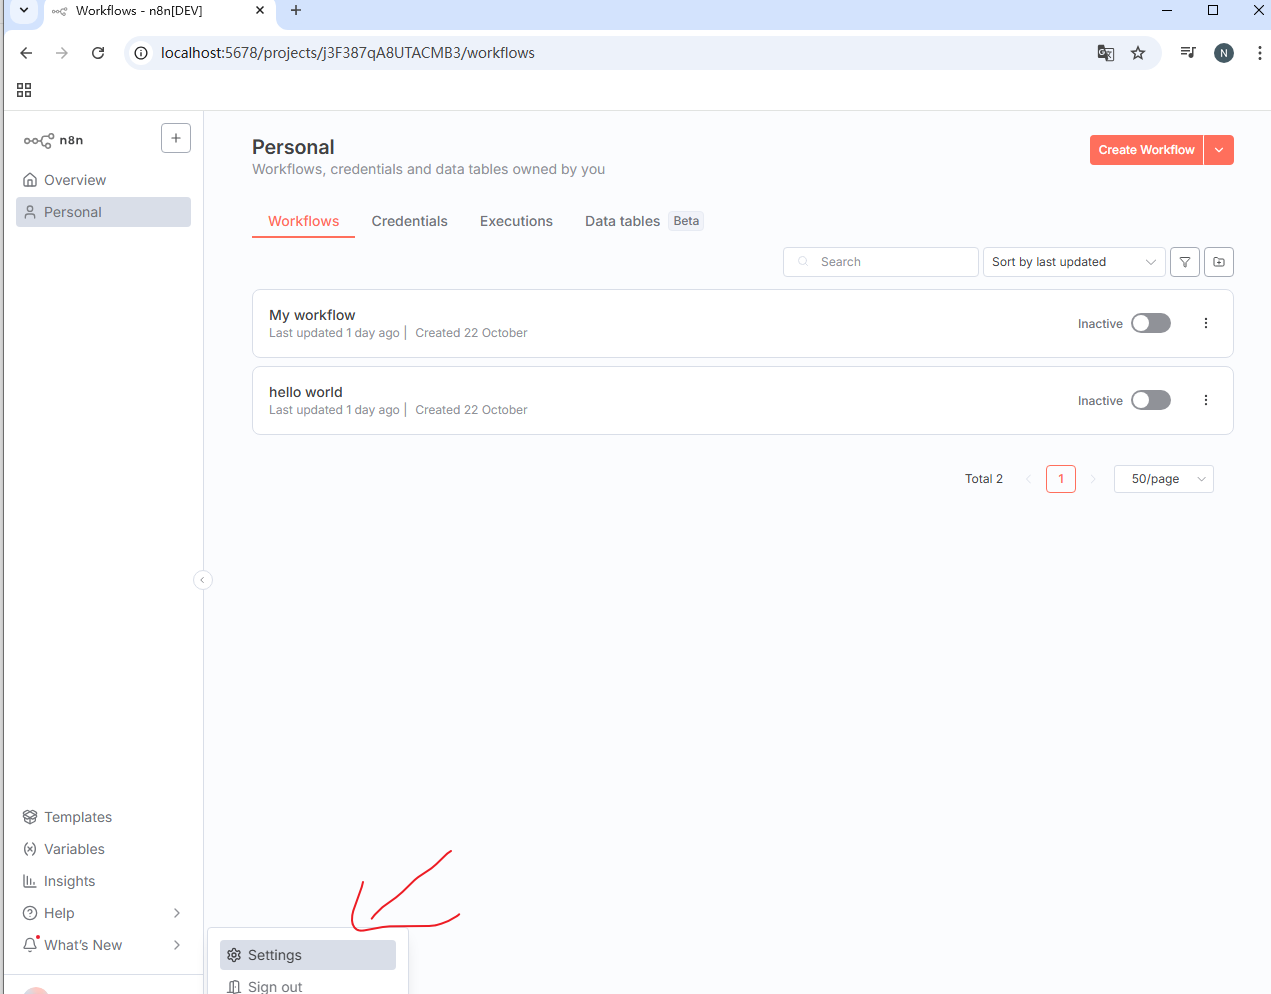 Workflows - n8n[DEV]
localhost:5678/projects/j3F387qA8UTACMB3/workflows
N
n8n
Overview
Personal
Personal
Workflows, credentials and data tables owned by you
Create Workflow
Workflows
Credentials
Executions
Data tables
Beta
Search
Sort by last updated
My workflow
Last updated 1 day ago | Created 22 October
Inactive
hello world
Last updated 1 day ago | Created 22 October
Inactive
Total 2
1
50/page
Templates
Variables
Insights
Help
What's New
Settings
Sign out